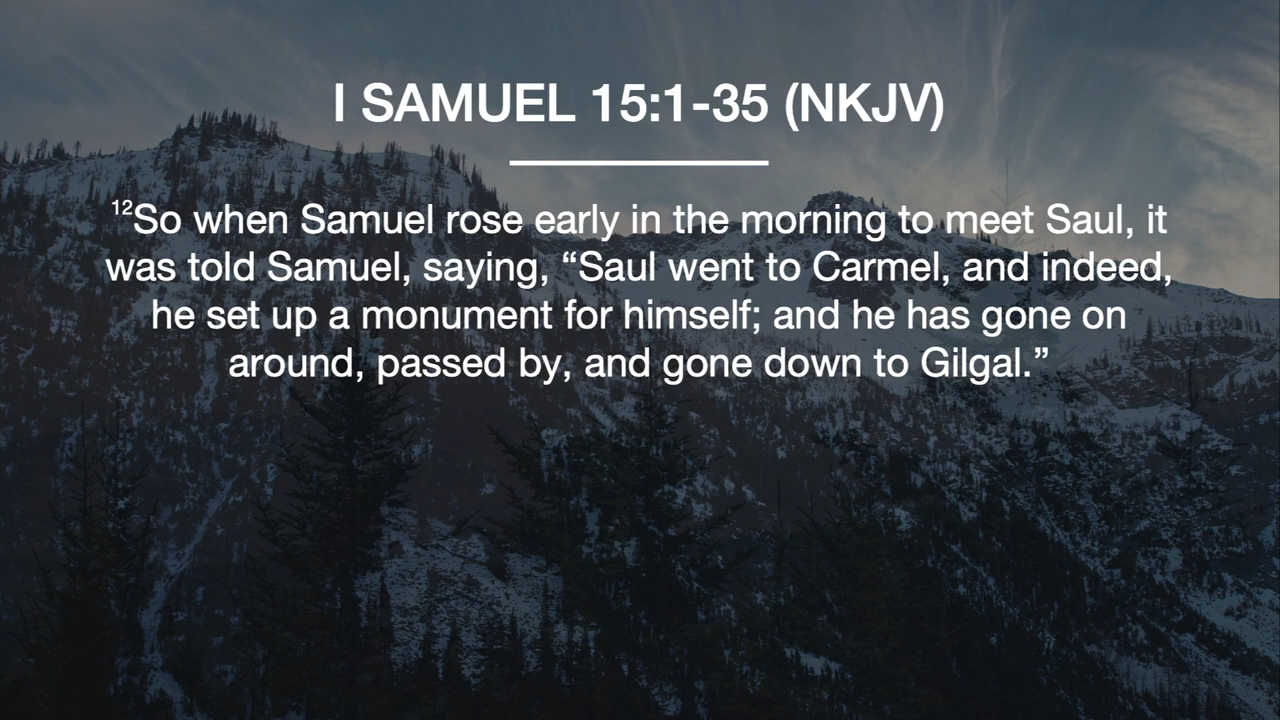 I SAMUEL 15:1-35 (NKJV)
¹²So when Samuel rose early in the morning to meet Saul, it
was told Samuel, saying, “Saul went to Carmel, and indeed,
he set up a monument for himself; and he has gone on
around, passed by, and gone down to Gilgal.”